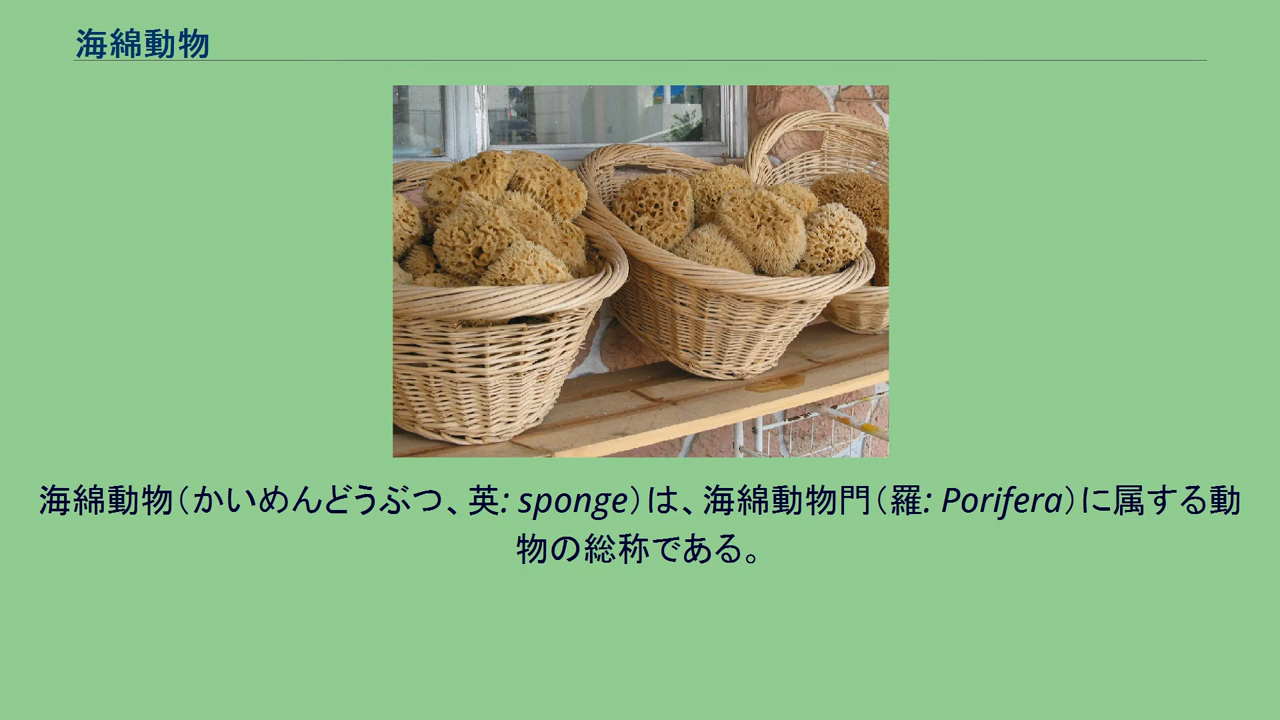 海綿動物
海綿動物（かいめんどうぶつ、英: sponge）は、海綿動物門（羅: Porifera）に属する動
物の総称である。